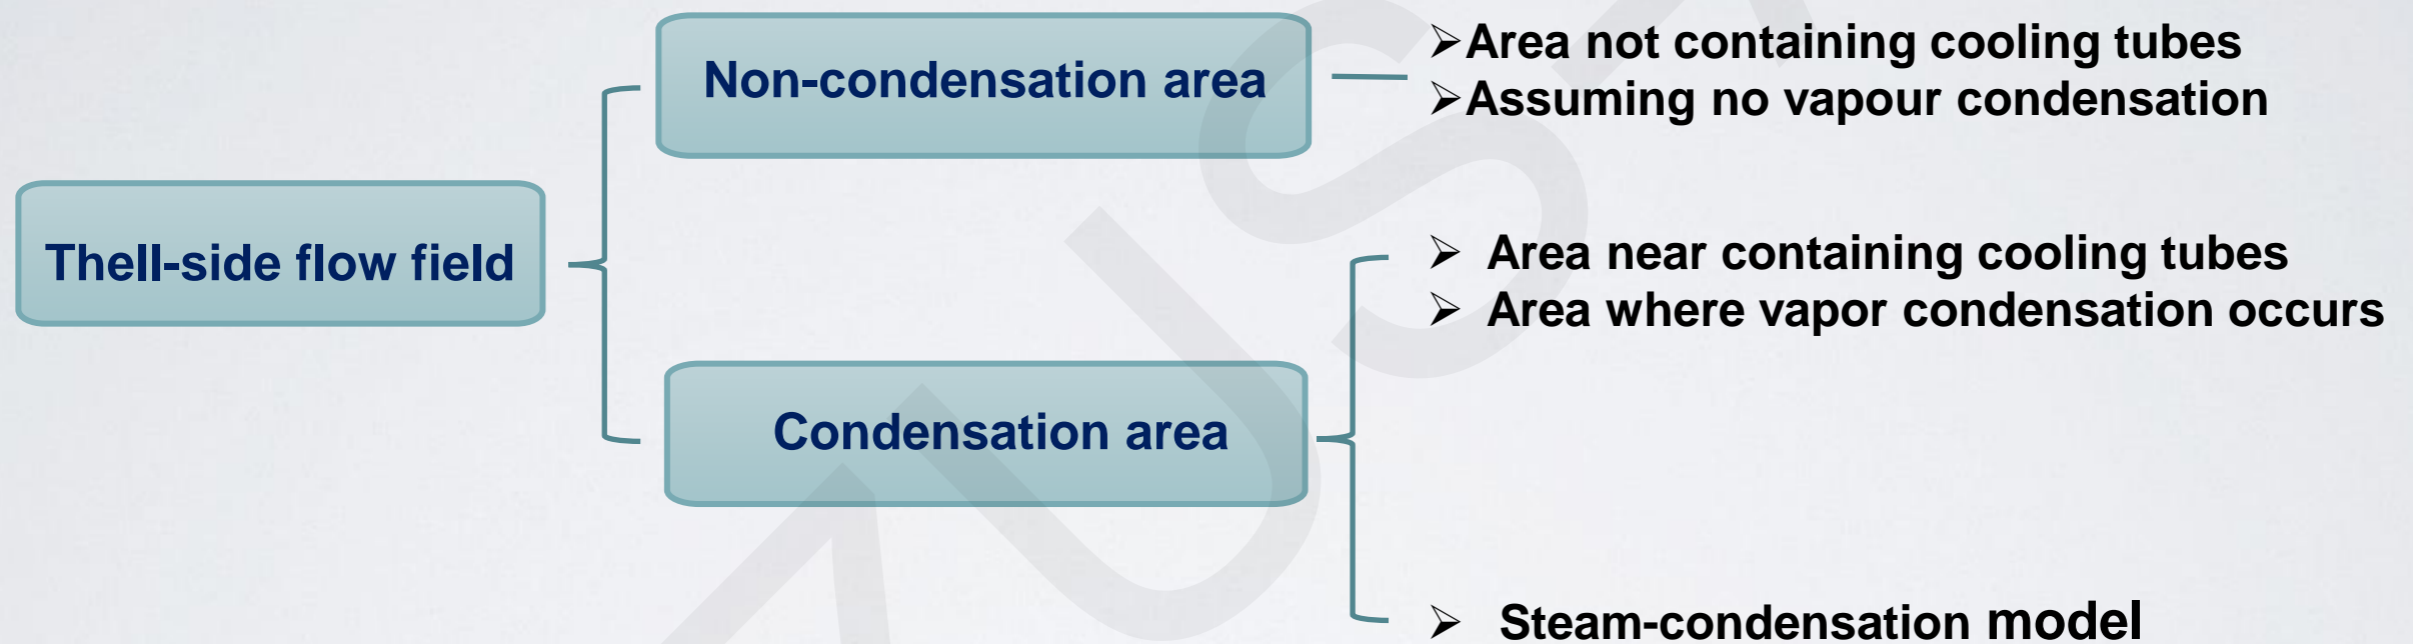 Non-condensation area
➢Area not containing cooling tubes
➢Assuming no vapour condensation
Thell-side flow field
➢ Area near containing cooling tubes
➢ Area where vapor condensation occurs
Condensation area
➢ Steam-condensation model